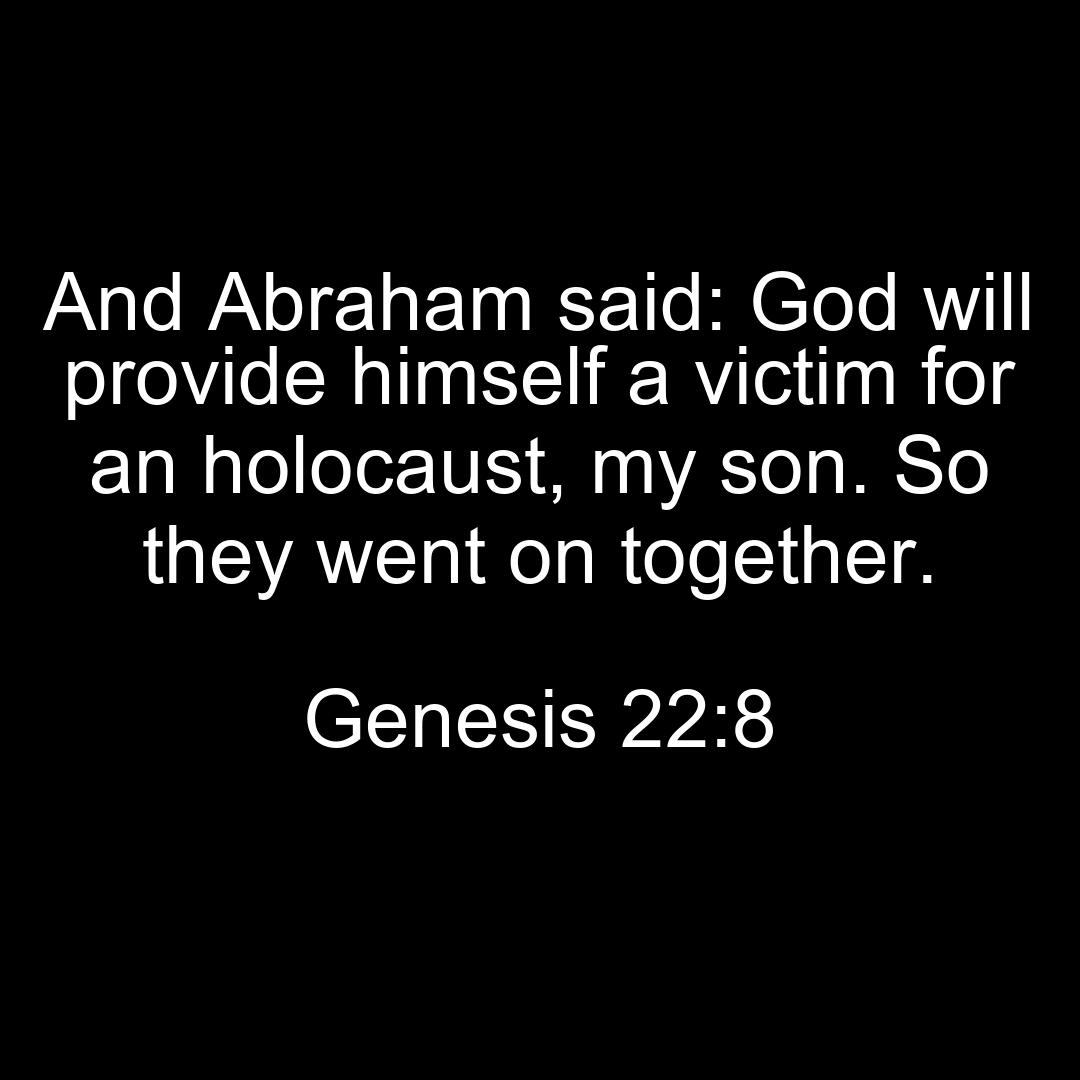 And Abraham said: God will
provide himself a victim for
an holocaust, my son. So
they went on together.
Genesis 22:8